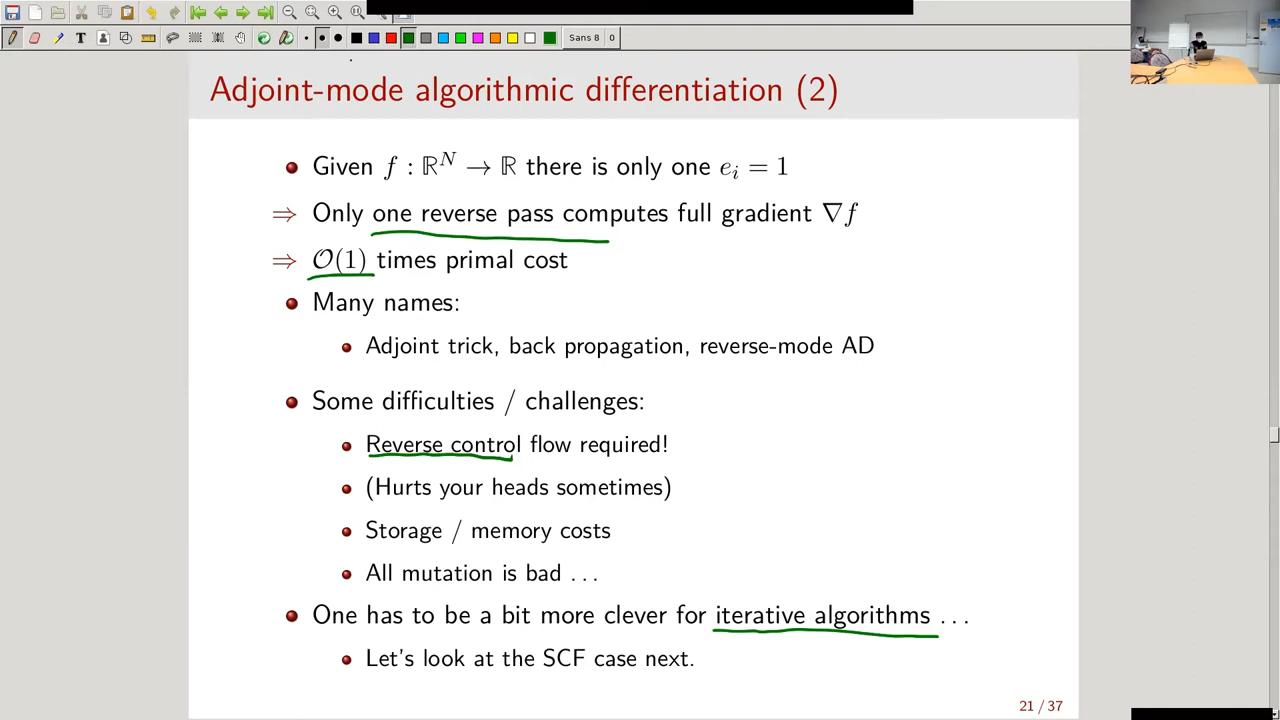 Sans 8 0
Adjoint-mode algorithmic differentiation (2)
Given f : ℝᴺ → ℝ there is only one eᵢ = 1
⇒ Only one reverse pass computes full gradient ∇f
⇒ O(1) times primal cost
Many names:
Adjoint trick, back propagation, reverse-mode AD
Some difficulties / challenges:
Reverse control flow required!
(Hurts your heads sometimes)
Storage / memory costs
All mutation is bad . . .
One has to be a bit more clever for iterative algorithms . . .
Let's look at the SCF case next.
21 / 37